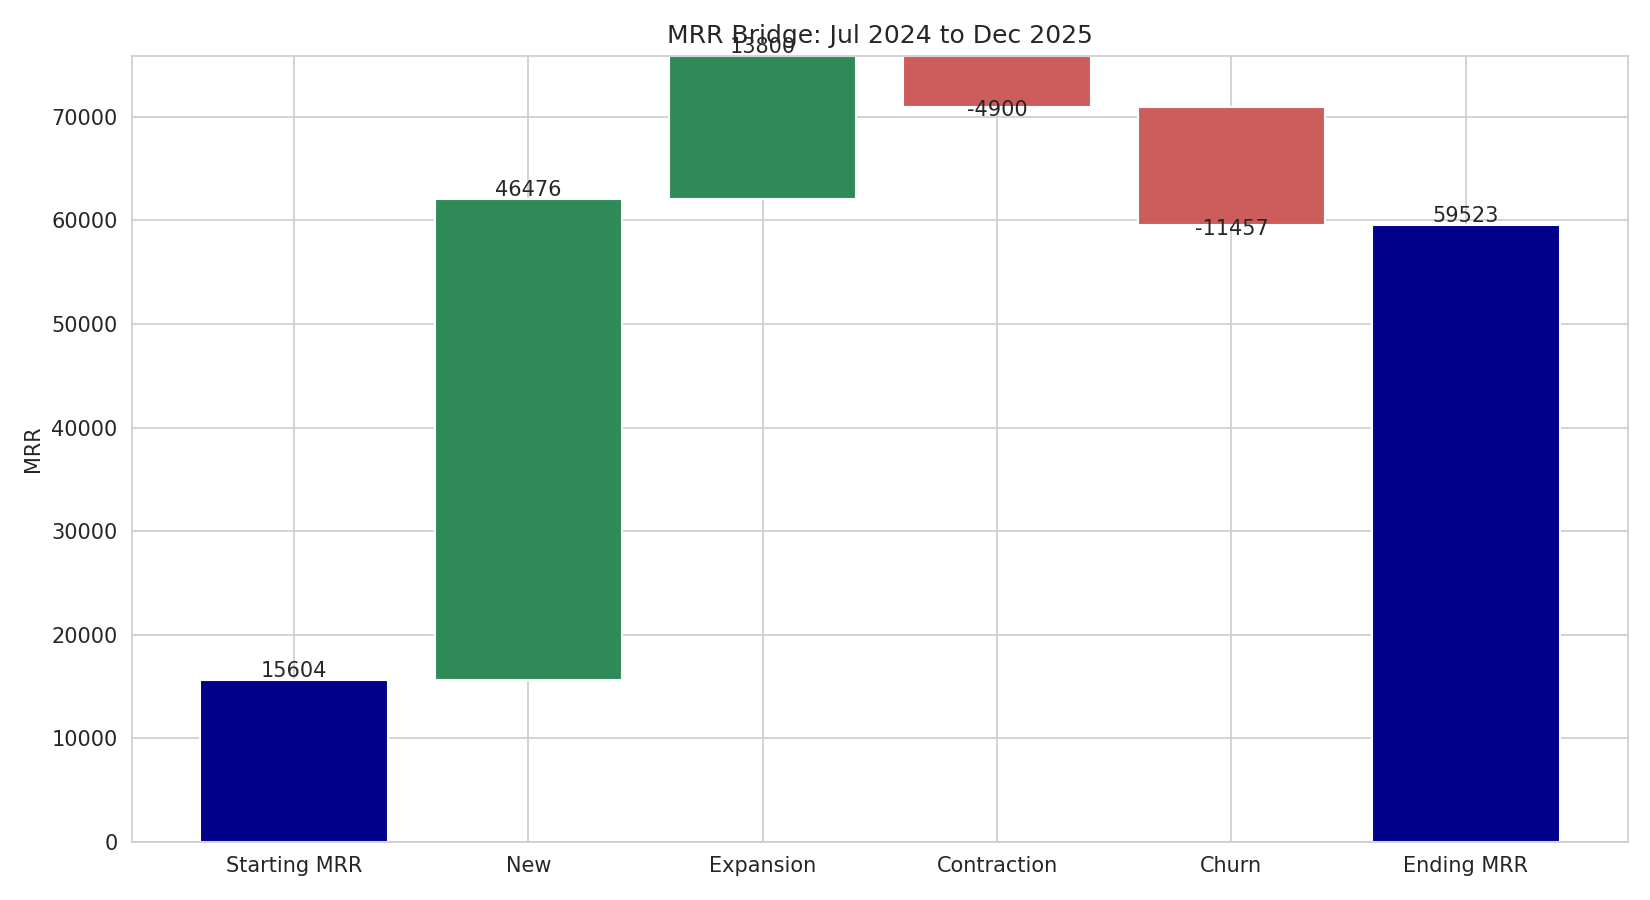 MRR Bridge: Jul 2024 to Dec 2025
13800
-4900
70000
46476
60000
-11457
59523
50000
40000
MRR
30000
20000
15604
10000
0
Starting MRR
New
Expansion
Contraction
Churn
Ending MRR